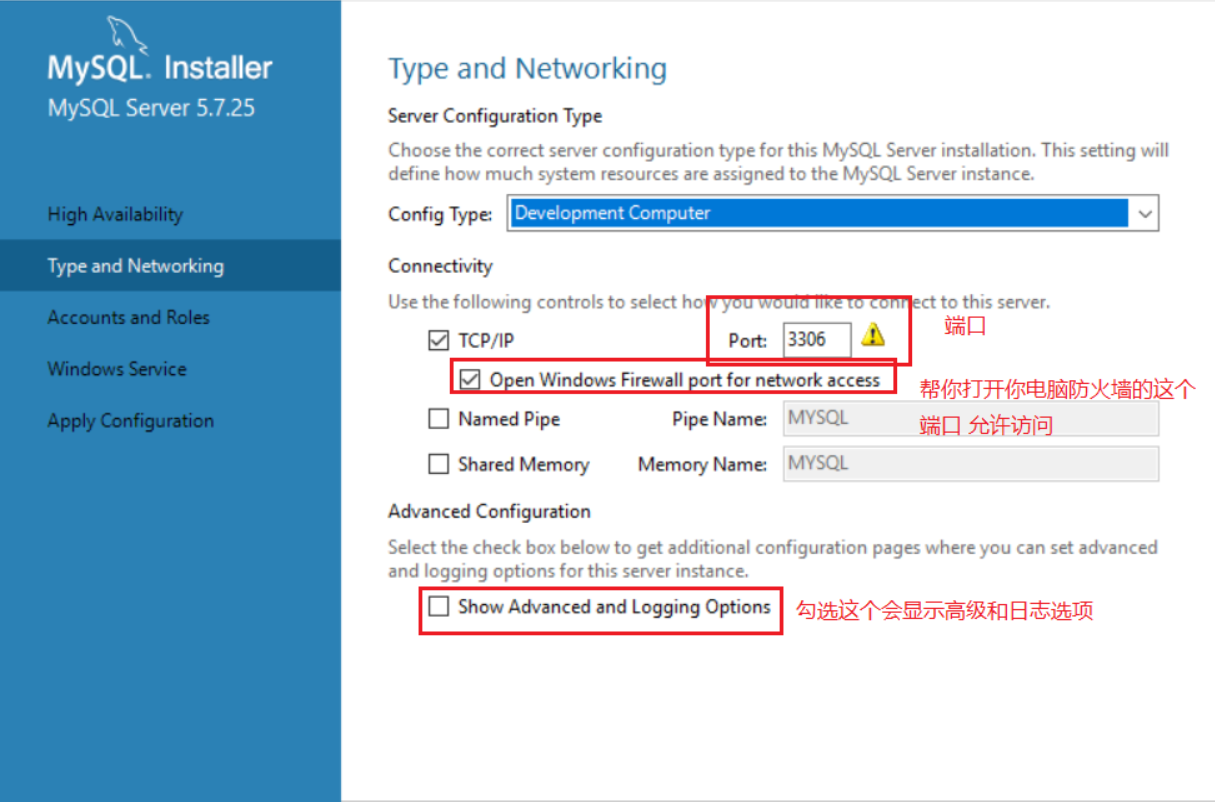 MySQL. Installer
MySQL Server 5.7.25
High Availability
Type and Networking
Accounts and Roles
Windows Service
Apply Configuration
Type and Networking
Server Configuration Type
Choose the correct server configuration type for this MySQL Server installation. This setting will
define how much system resources are assigned to the MySQL Server instance.
Config Type: Development Computer
Connectivity
Use the following controls to select how you would like to connect to this server.
TCP/IP Port: 3306 端口
Open Windows Firewall port for network access
帮你打开你电脑防火墙的这个
端口 允许访问
Named Pipe Pipe Name: MYSQL
Shared Memory Memory Name: MYSQL
Advanced Configuration
Select the check box below to get additional configuration pages where you can set advanced
and logging options for this server instance.
Show Advanced and Logging Options 勾选这个会显示高级和日志选项